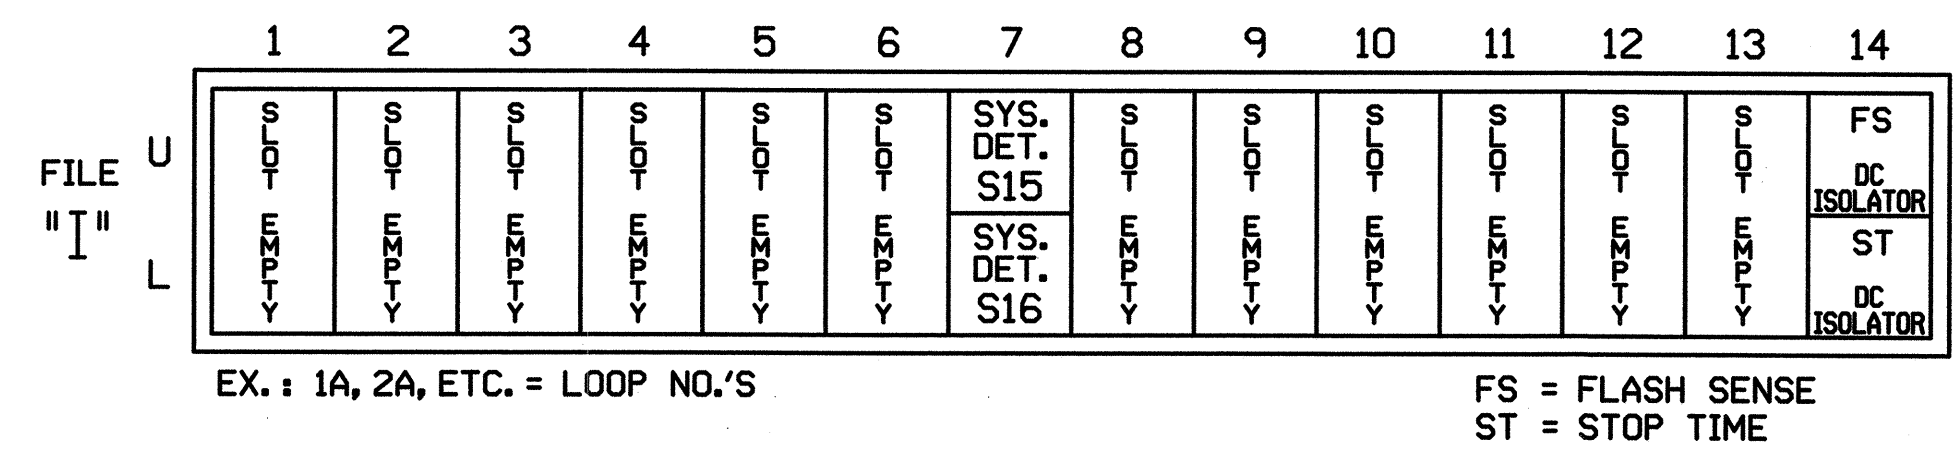 1 2 3 4 5 6 7 8 9 10 11 12 13 14
FILE "I"
U
L
SLOT EMPTY
SLOT EMPTY
SLOT EMPTY
SLOT EMPTY
SLOT EMPTY
SLOT EMPTY
SYS.
DET.
S15
SYS.
DET.
S16
SLOT EMPTY
SLOT EMPTY
SLOT EMPTY
SLOT EMPTY
SLOT EMPTY
SLOT EMPTY
FS
DC
ISOLATOR
ST
DC
ISOLATOR
EX.: 1A, 2A, ETC. = LOOP NO.'S
FS = FLASH SENSE
ST = STOP TIME